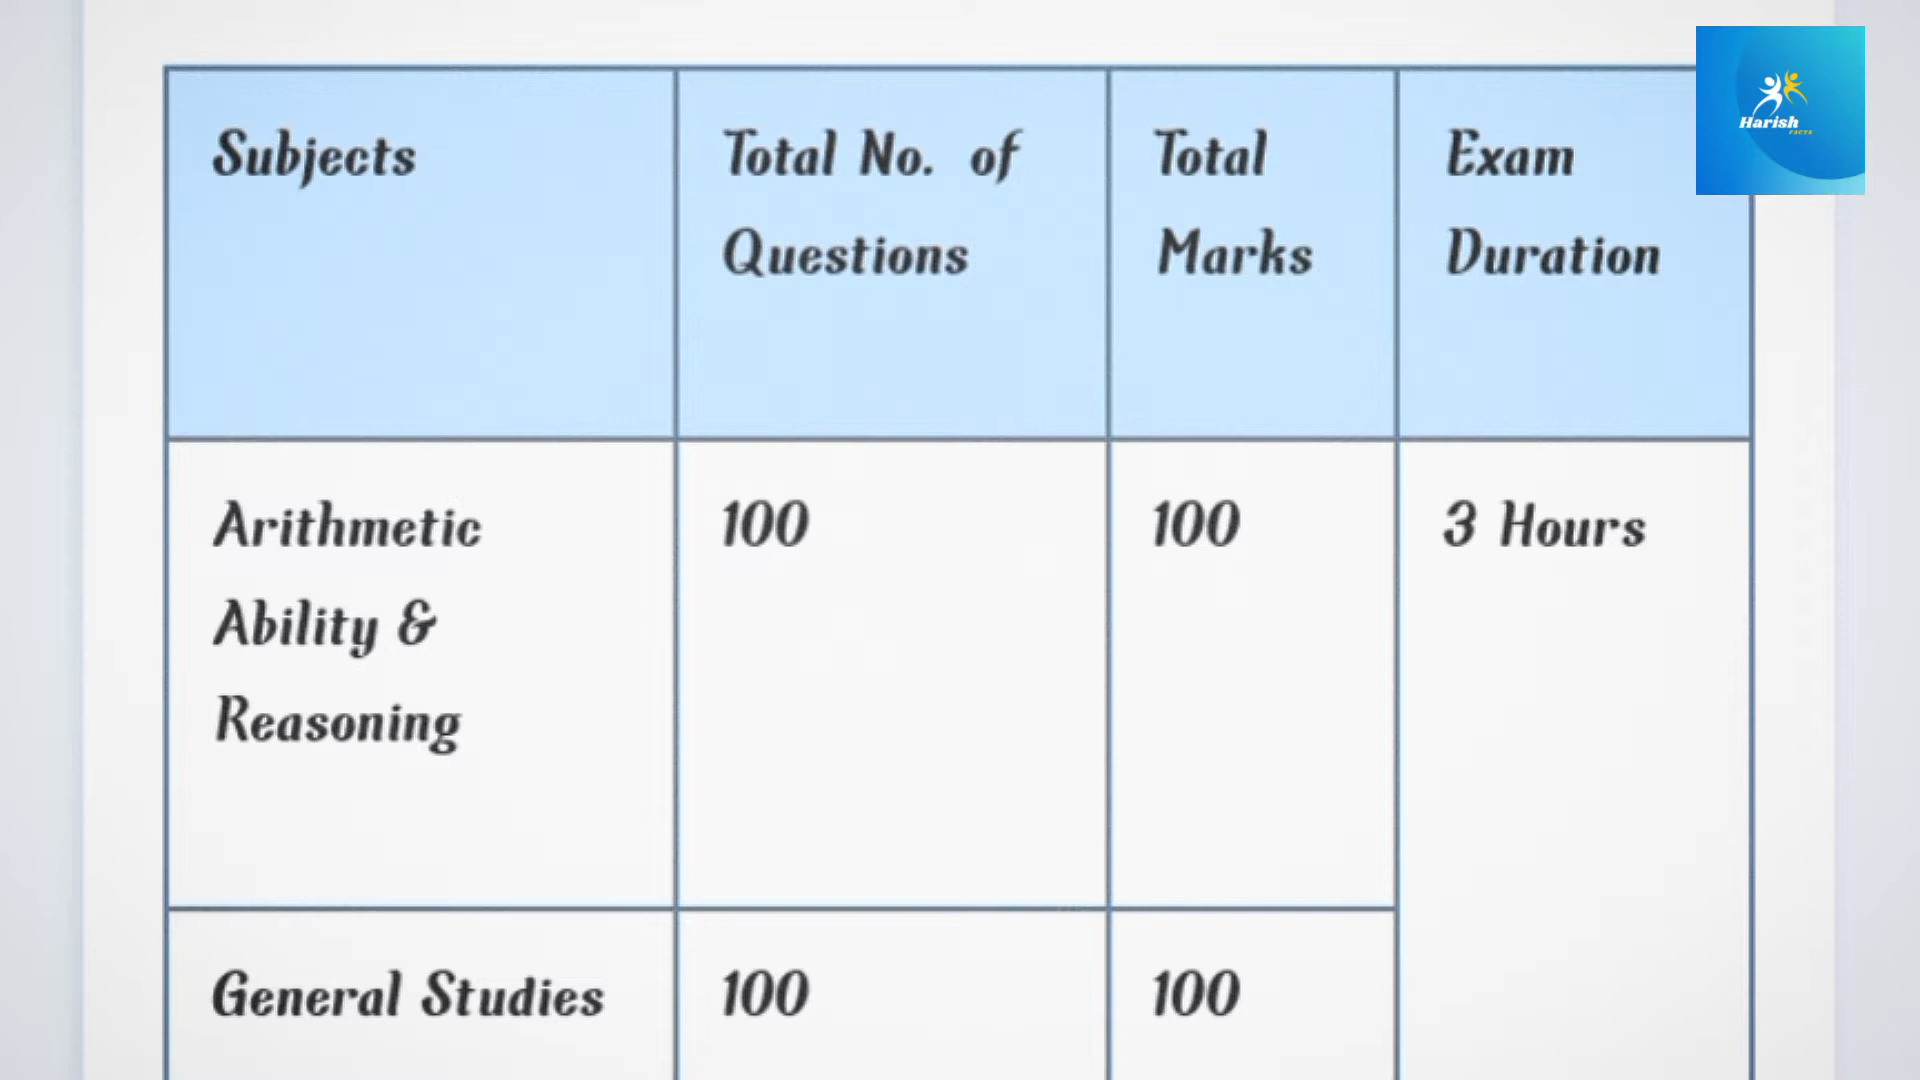 Subjects
Total No. of
Questions
Total
Marks
Exam
Duration
Harish
FACTS
Arithmetic
Ability &
Reasoning
100
100
3 Hours
General Studies
100
100